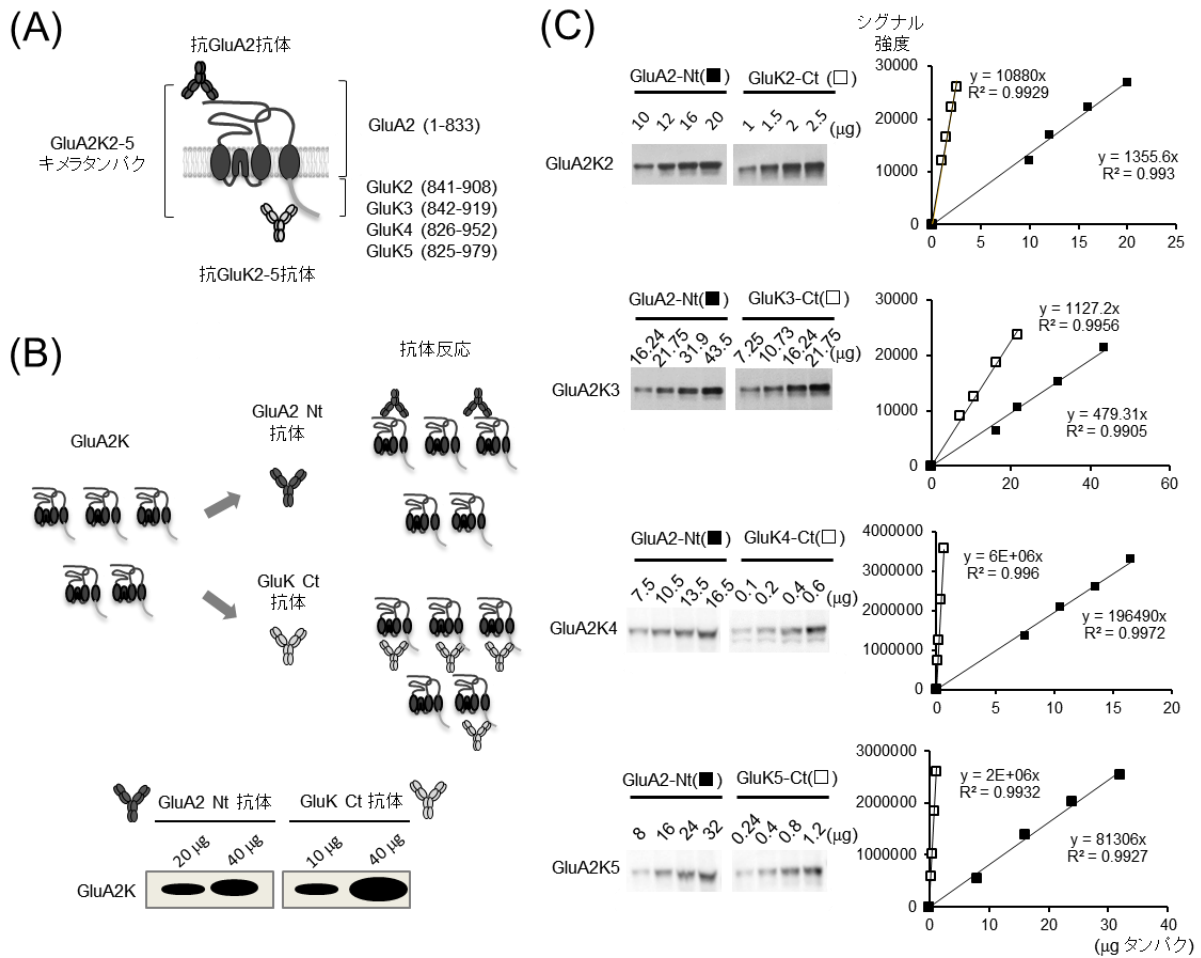 (A)
抗GluA2抗体
GluA2K2-5
キメラタンパク
GluA2 (1-833)
GluK2 (841-908)
GluK3 (842-919)
GluK4 (826-952)
GluK5 (825-979)
抗GluK2-5抗体
(B)
抗体反応
GluA2K
GluA2 Nt
抗体
GluK Ct
抗体
GluA2 Nt 抗体
GluK Ct 抗体
20 µg 40 µg 10 µg 40 µg
GluA2K
(C)
シグナル
強度
GluA2-Nt(■) GluK2-Ct (□)
10 12 16 20 1 1.5 2 2.5 (µg)
GluA2K2
30000
20000
10000
0
0 5 10 15 20 25
y = 10880x
R² = 0.9929
y = 1355.6x
R² = 0.993
GluA2-Nt(■) GluK3-Ct(□)
16.24 21.75 31.9 43.5 7.25 10.73 16.24 21.75 (µg)
GluA2K3
30000
20000
10000
0
0 20 40 60
y = 1127.2x
R² = 0.9956
y = 479.31x
R² = 0.9905
GluA2-Nt(■) GluK4-Ct(□)
7.5 10.5 13.5 16.5 0.1 0.2 0.4 0.6 (µg)
GluA2K4
4000000
3000000
2000000
1000000
0
0 5 10 15 20
y = 6E+06x
R² = 0.996
y = 196490x
R² = 0.9972
GluA2-Nt(■) GluK5-Ct(□)
8 16 24 32 0.24 0.4 0.8 1.2 (µg)
GluA2K5
3000000
2000000
1000000
0
0 10 20 30 40
y = 2E+06x
R² = 0.9932
y = 81306x
R² = 0.9927
(µg タンパク)